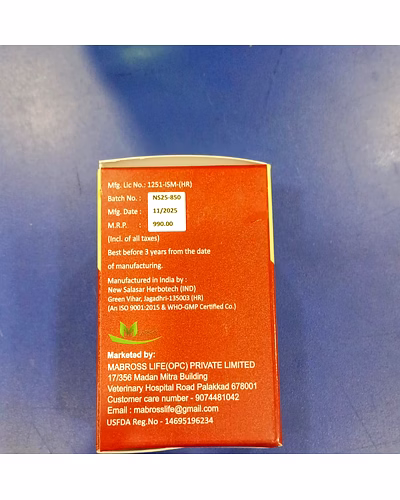 Mfg. Lic No.: 1251-ISM-(HR)
Batch No. : NS25-850
Mfg. Date : 11/2025
M.R.P. : 990.00
(Incl. of all taxes)
Best before 3 years from the date
of manufacturing.
Manufactured in India by :
New Salasar Herbotech (IND)
Green Vihar, Jagadhri-135003 (HR)
(An ISO 9001:2015 & WHO-GMP Certified Co.)
Marketed by:
MABROSS LIFE(OPC) PRIVATE LIMITED
17/356 Madan Mitra Building
Veterinary Hospital Road Palakkad 678001
Customer care number - 9074481042
Email : mabrosslife@gmail.com
USFDA Reg.No - 14695196234